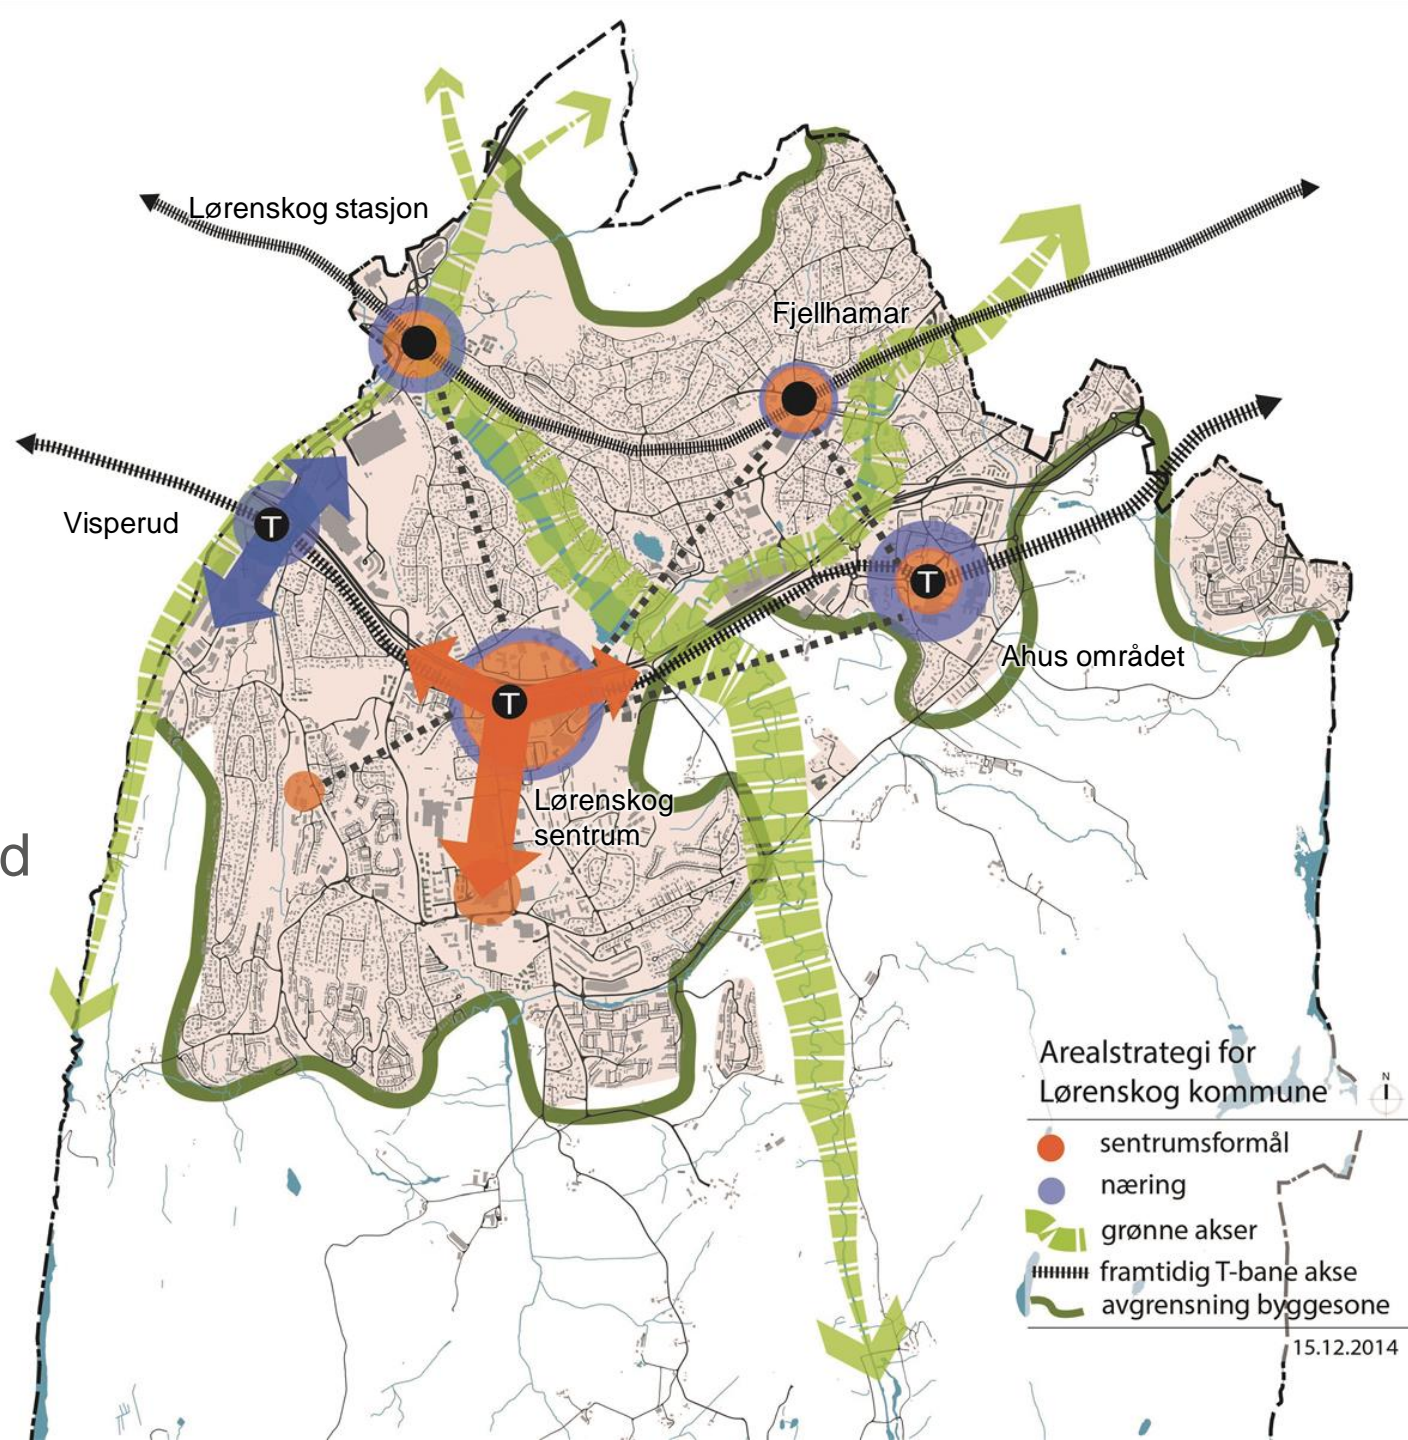 Lørenskog stasjon
Fjellhamar
Visperud
T
T
Ahus området
T
Lørenskog
sentrum
d
Arealstrategi for
Lørenskog kommune
N
sentrumsformål
næring
grønne akser
framtidig T-bane akse
avgrensning byggesone
15.12.2014